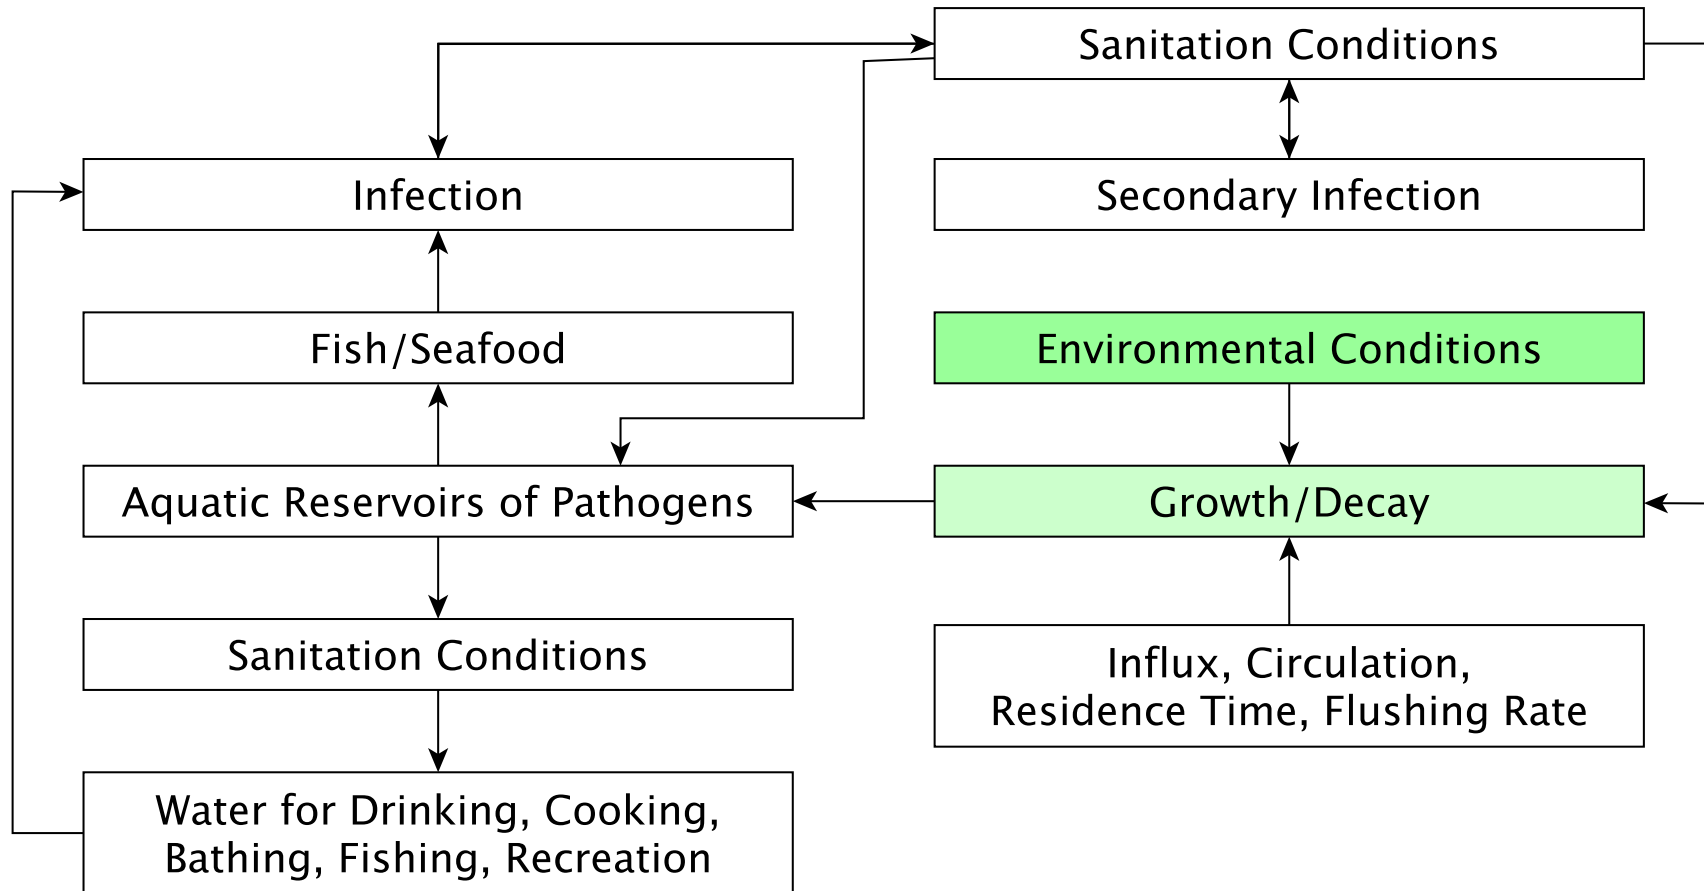 Sanitation Conditions
Infection
Secondary Infection
Fish/Seafood
Environmental Conditions
Aquatic Reservoirs of Pathogens
Growth/Decay
Sanitation Conditions
Influx, Circulation,
Residence Time, Flushing Rate
Water for Drinking, Cooking,
Bathing, Fishing, Recreation